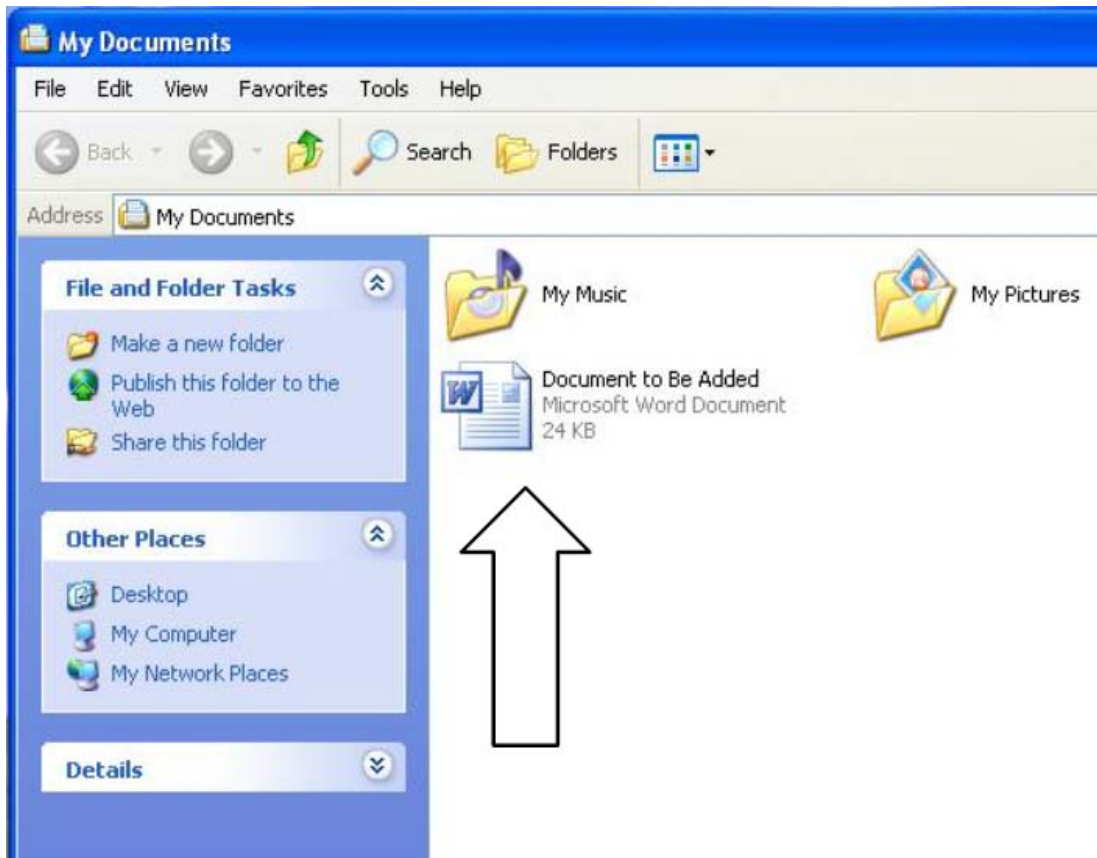 My Documents
File Edit View Favorites Tools Help
Back Search Folders
Address My Documents
File and Folder Tasks
Make a new folder
Publish this folder to the
Web
Share this folder
Other Places
Desktop
My Computer
My Network Places
Details
My Music
My Pictures
Document to Be Added
Microsoft Word Document
24 KB